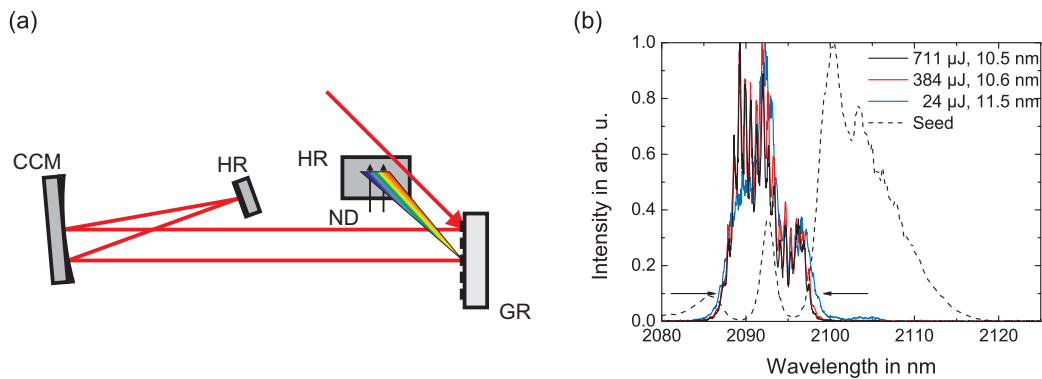 (a)
CCM
HR
HR
ND
GR
(b)
Intensity in arb. u.
1.0
0.8
0.6
0.4
0.2
0.0
711 µJ, 10.5 nm
384 µJ, 10.6 nm
24 µJ, 11.5 nm
Seed
2080 2090 2100 2110 2120
Wavelength in nm